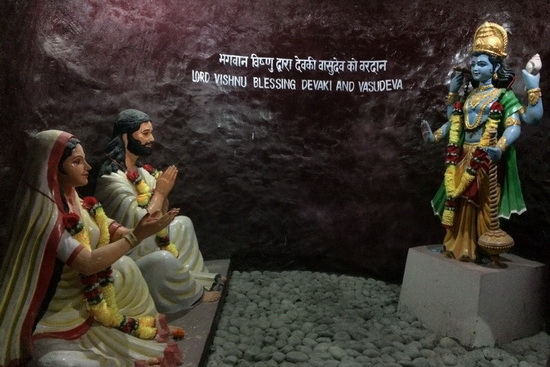 भगवान विष्णु द्वारा देवकी वासुदेव को वरदान
LORD VISHNU BLESSING DEVAKI AND VASUDEVA